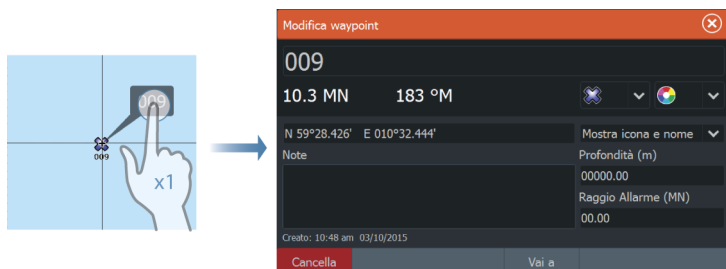 009
009
x1
Modifica waypoint
009
10.3 MN 183 °M
N 59°28.426' E 010°32.444' Mostra icona e nome
Note Profondità (m)
00000.00
Raggio Allarme (MN)
00.00
Creato: 10:48 am 03/10/2015
Cancella Vai a